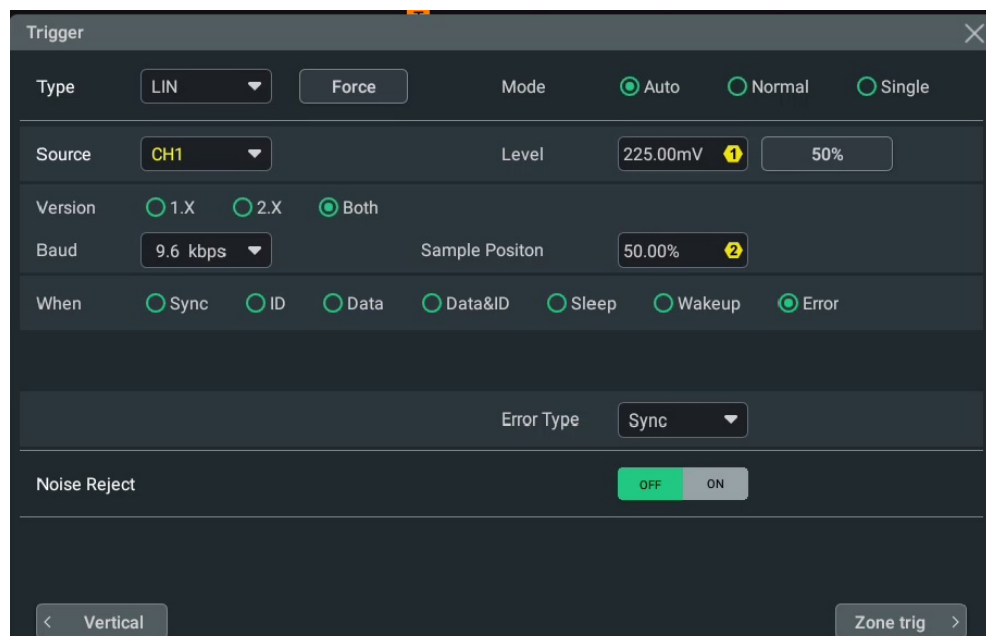 Trigger
Type LIN Force Mode Auto Normal Single
Source CH1 Level 225.00mV 1 50%
Version 1.X 2.X Both
Baud 9.6 kbps Sample Positon 50.00% 2
When Sync ID Data Data&ID Sleep Wakeup Error
Error Type Sync
Noise Reject OFF ON
< Vertical Zone trig >